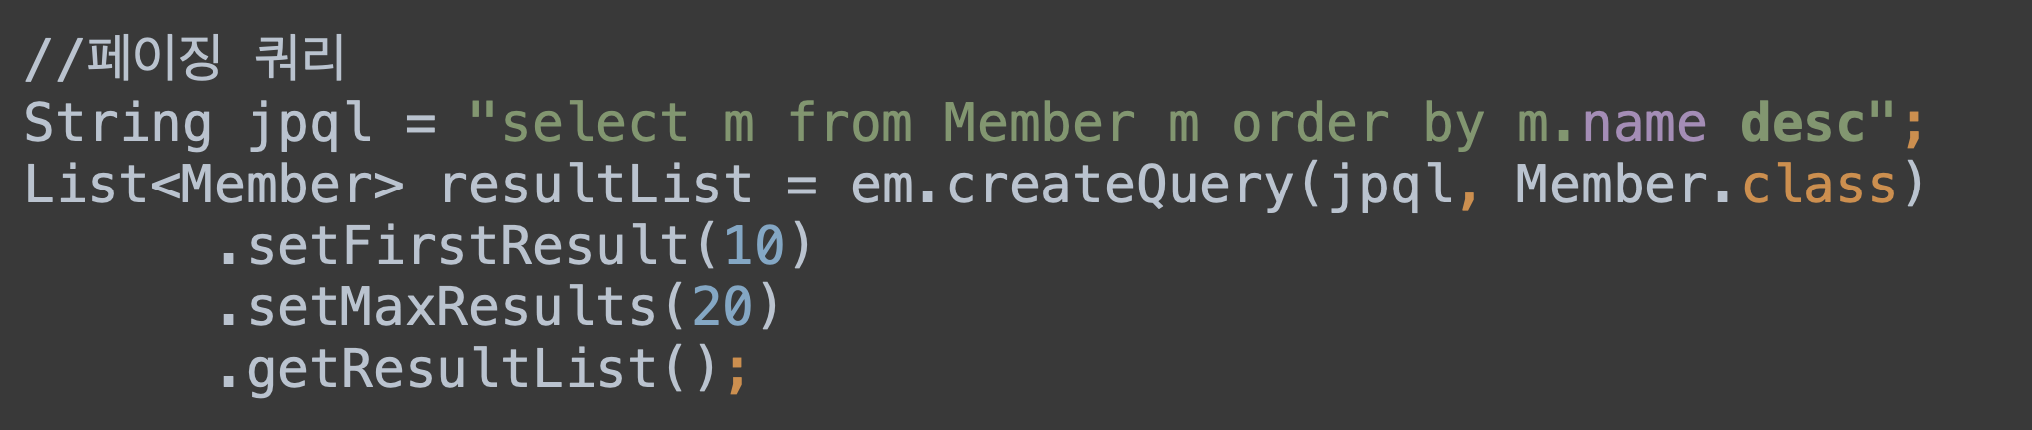 //페이징 쿼리
String jpql = "select m from Member m order by m.name desc";
List<Member> resultList = em.createQuery(jpql, Member.class)
      .setFirstResult(10)
      .setMaxResults(20)
      .getResultList();